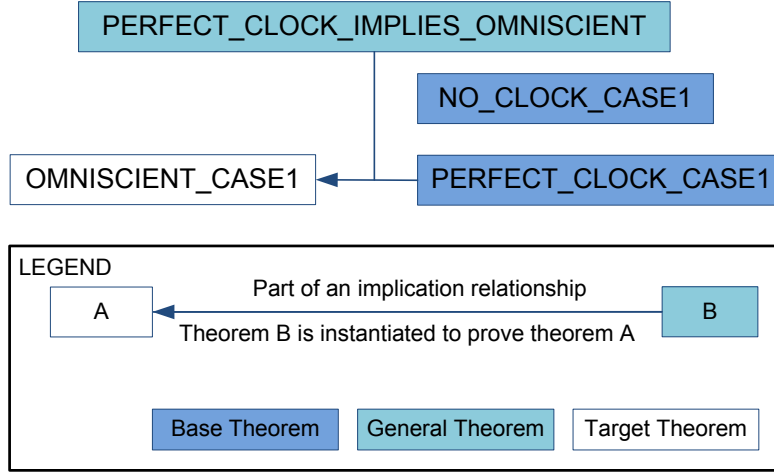 PERFECT_CLOCK_IMPLIES_OMNISCIENT
NO_CLOCK_CASE1
OMNISCIENT_CASE1
PERFECT_CLOCK_CASE1
LEGEND
A
Part of an implication relationship
B
Theorem B is instantiated to prove theorem A
Base Theorem
General Theorem
Target Theorem